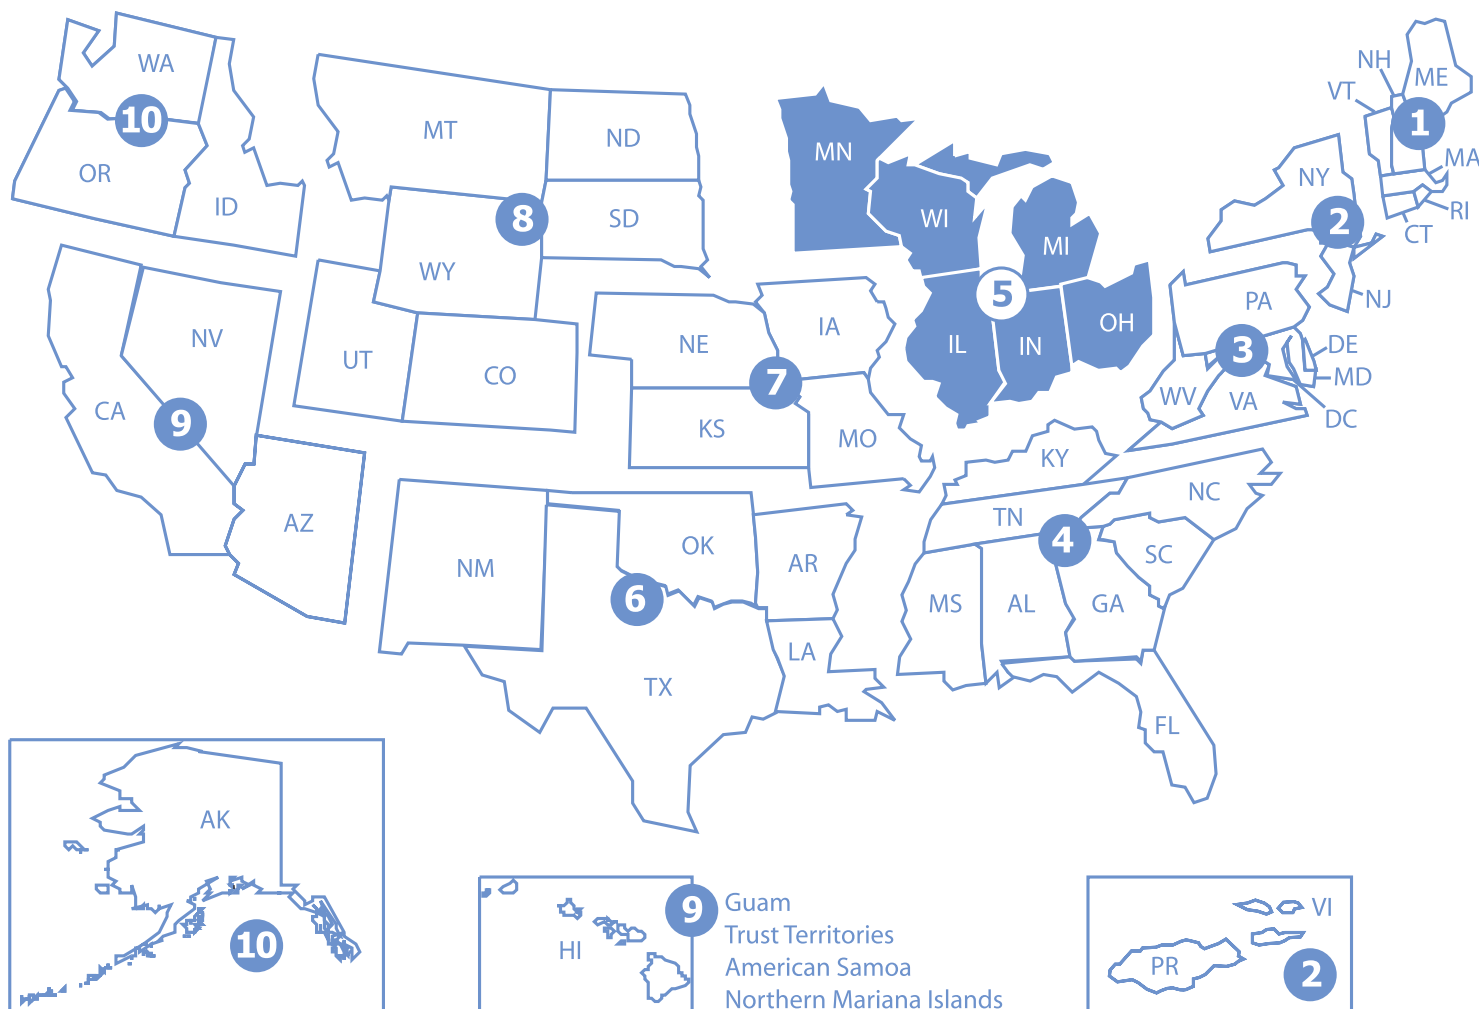 WA
10
OR
ID
MT
ND
8
SD
WY
MN
WI
MI
5
IL
IN
OH
NH
VT
ME
1
MA
NY
2
RI
CT
NJ
PA
3
DE
MD
DC
WV
VA
NV
CA
9
UT
CO
AZ
NE
IA
7
KS
MO
KY
NC
TN
4
SC
MS
AL
GA
FL
NM
OK
AR
6
LA
TX
AK
10
HI
9
Guam
Trust Territories
American Samoa
Northern Mariana Islands
VI
PR
2